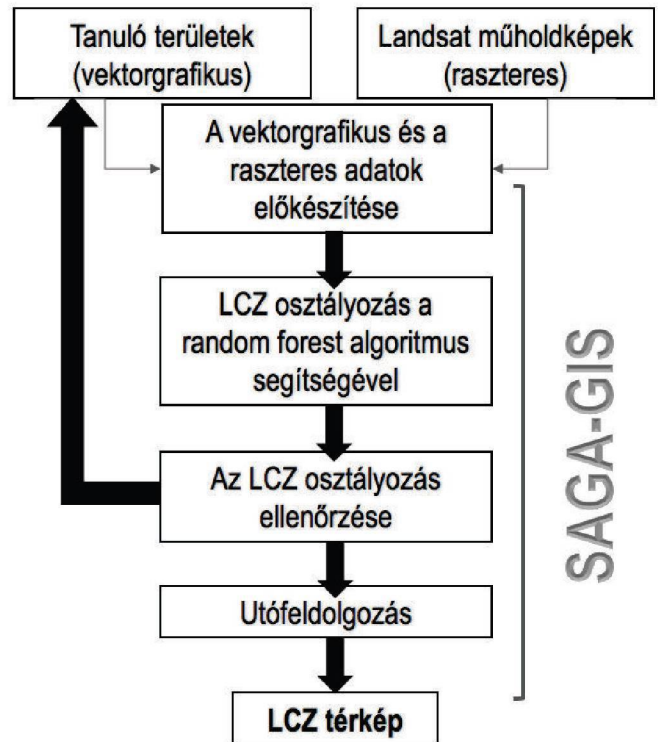 Tanuló területek
(vektorgrafikus)
Landsat műholdképek
(raszteres)
A vektorgrafikus és a
raszteres adatok
előkészítése
LCZ osztályozás a
random forest algoritmus
segítségével
Az LCZ osztályozás
ellenőrzése
Utófeldolgozás
LCZ térkép
SAGA-GIS